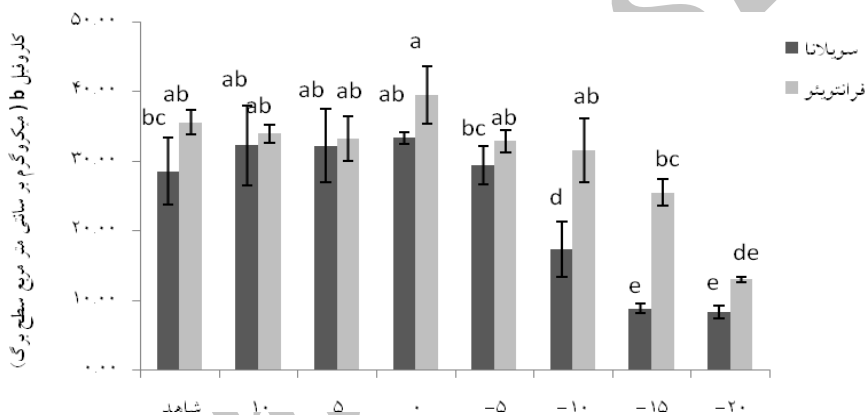 کلروفیل b ( میکروگرم بر سانتی متر مربع سطح برگ)
۵۰.۰۰
۴۰.۰۰
۳۰.۰۰
۲۰.۰۰
۱۰.۰۰
۰.۰۰
bc ab ab ab ab ab ab a bc ab d ab e bc e de
سویلانا
فرانتویئو
شاهد ۱۰ ۵ ۰ -۵ -۱۰ -۱۵ -۲۰